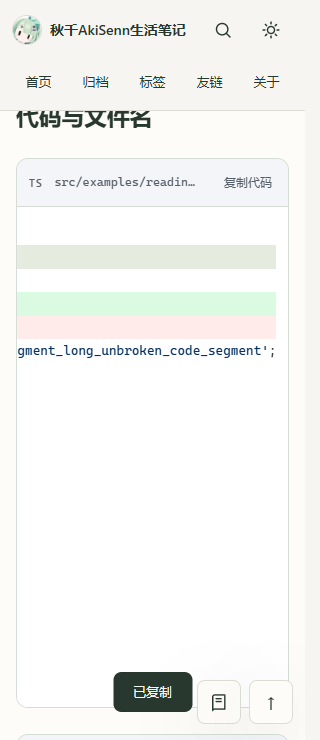 秋千AkiSenn生活笔记
首页 归档 标签 友链 关于
代码与文件名
TS src/examples/readin… 复制代码
gment_long_unbroken_code_segment';
已复制
↑